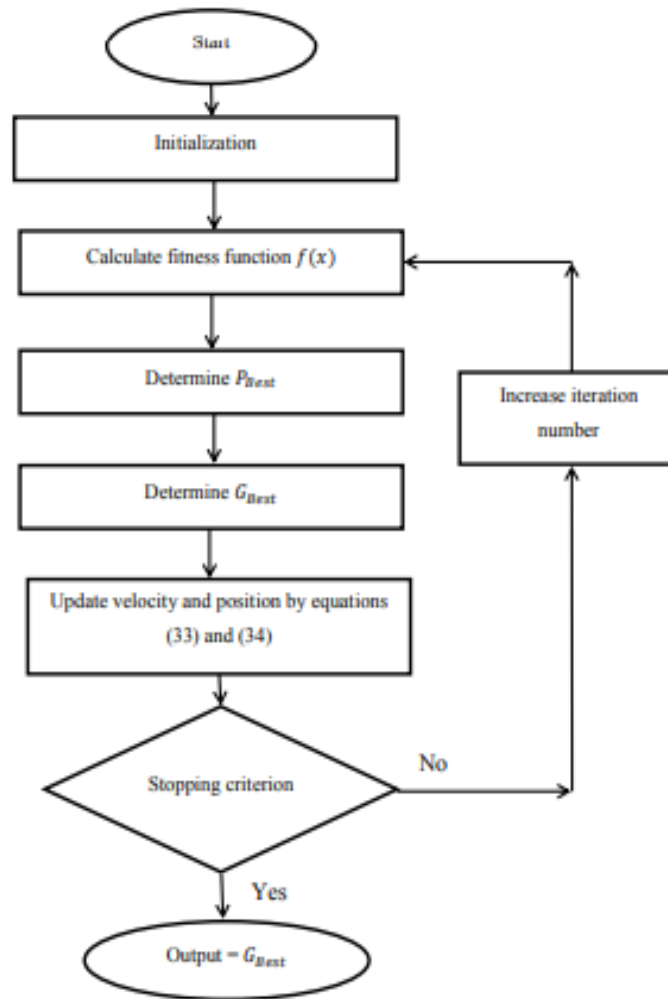 Start
Initialization
Calculate fitness function f(x)
Determine P_Best
Increase iteration
number
Determine G_Best
Update velocity and position by equations
(33) and (34)
No
Stopping criterion
Yes
Output = G_Best